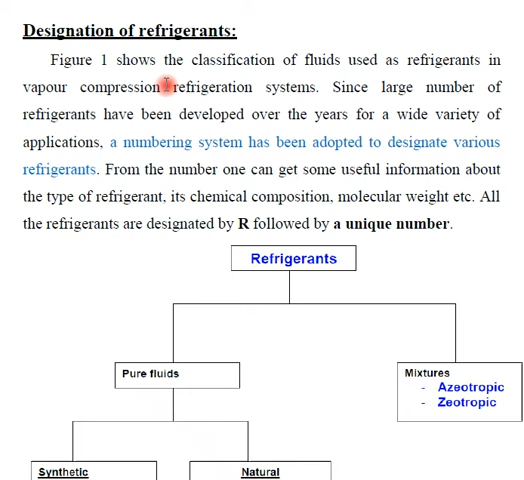 Designation of refrigerants:
Figure 1 shows the classification of fluids used as refrigerants in
vapour compression refrigeration systems. Since large number of
refrigerants have been developed over the years for a wide variety of
applications, a numbering system has been adopted to designate various
refrigerants. From the number one can get some useful information about
the type of refrigerant, its chemical composition, molecular weight etc. All
the refrigerants are designated by R followed by a unique number.
Refrigerants
Pure fluids
Mixtures
- Azeotropic
- Zeotropic
Synthetic
Natural